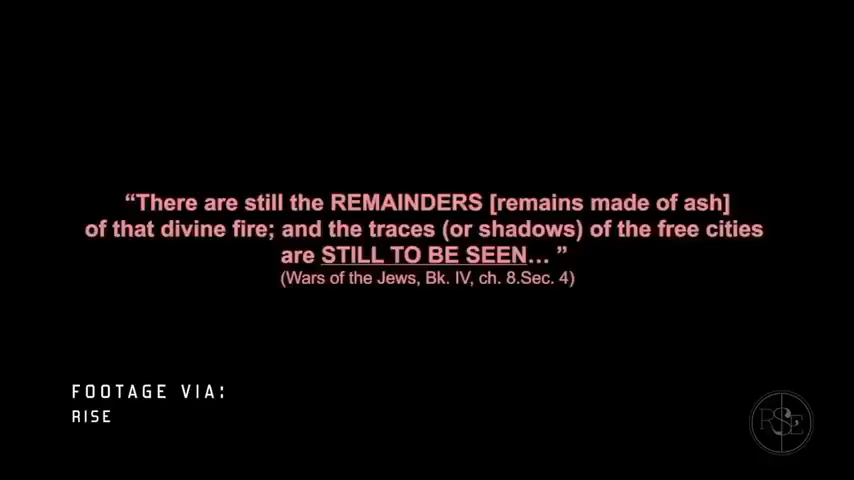 “There are still the REMAINDERS [remains made of ash]
of that divine fire; and the traces (or shadows) of the free cities
are STILL TO BE SEEN... ”
(Wars of the Jews, Bk. IV, ch. 8.Sec. 4)
FOOTAGE VIA:
RISE
RSE